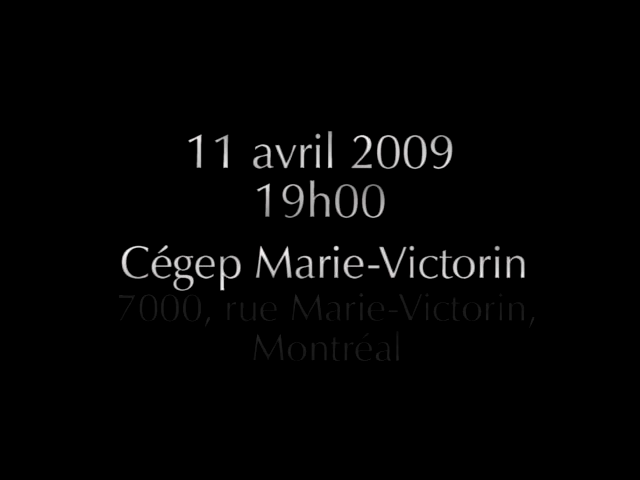 11 avril 2009
19h00
Cégep Marie-Victorin
7000, rue Marie-Victorin,
Montréal